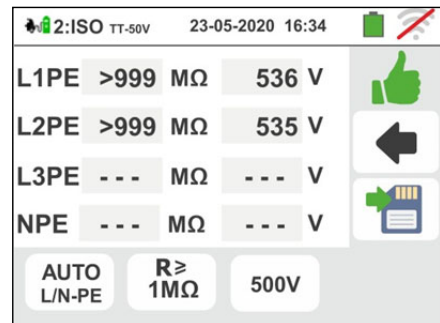 2:ISO TT-50V 23-05-2020 16:34
L1PE >999 MΩ 536 V
L2PE >999 MΩ 535 V
L3PE --- MΩ --- V
NPE --- MΩ --- V
AUTO R≥ 500V
L/N-PE 1MΩ